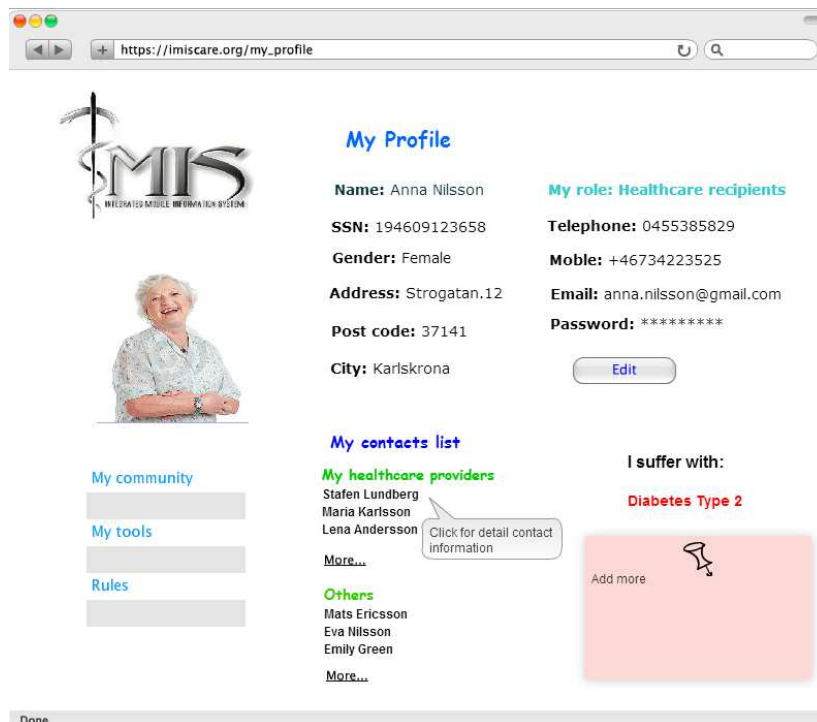 https://imiscare.org/my_profile
IMIS
INTEGRATED MOBILE INFORMATION SYSTEM
My Profile
Name: Anna Nilsson
My role: Healthcare recipients
SSN: 194609123658
Telephone: 0455385829
Gender: Female
Moble: +46734223525
Address: Strogatan.12
Email: anna.nilsson@gmail.com
Post code: 37141
Password: *********
City: Karlskrona
Edit
My community
My tools
Rules
My contacts list
My healthcare providers
Stafen Lundberg
Maria Karlsson
Lena Andersson
Click for detail contact
information
More...
Others
Mats Ericsson
Eva Nilsson
Emily Green
More...
I suffer with:
Diabetes Type 2
Add more
Done